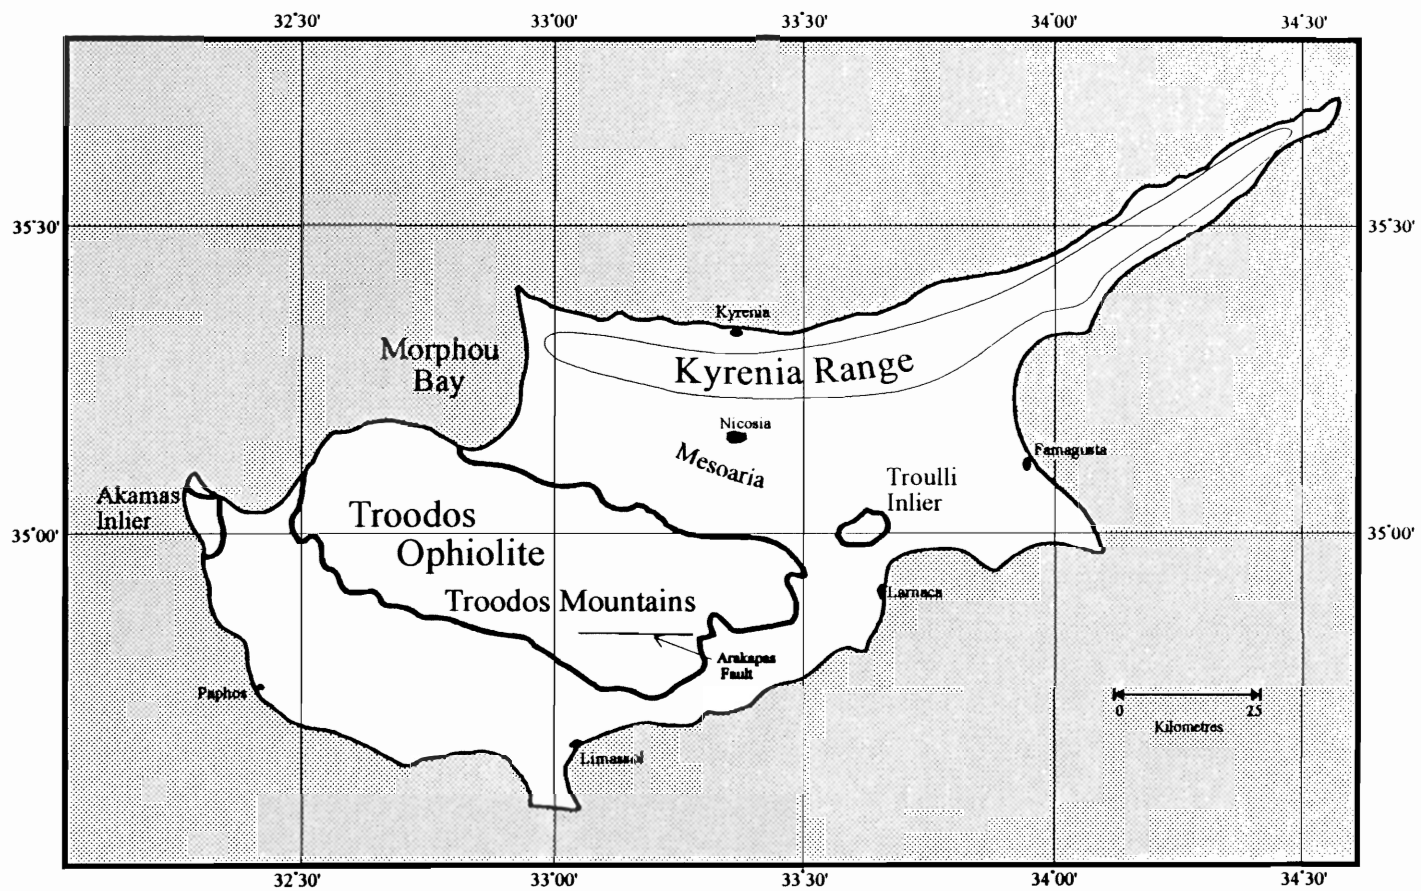 32°30'
33°00'
33°30'
34°00'
34°30'
35°30'
35°30'
Kyrenia
Morphou
Bay
Kyrenia Range
Nicosia
Mesoaria
Famagusta
Troulli
Inlier
Akamas
Inlier
Troodos
Ophiolite
35°00'
35°00'
Troodos Mountains
Larnaca
Arakapas
Fault
Paphos
0
25
Kilometres
Limassol
32°30'
33°00'
33°30'
34°00'
34°30'